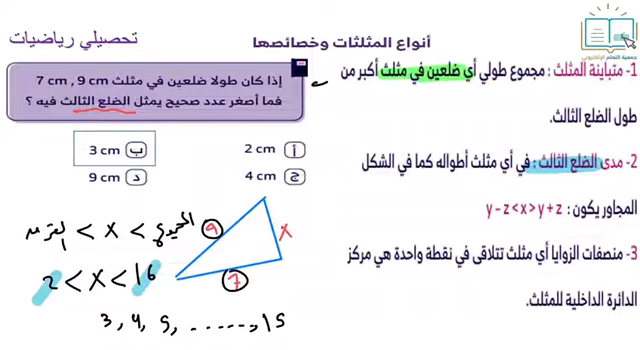 أنواع المثلثات وخصائصها
تحصيلي رياضيات
جمعية التعلم الإلكتروني
1- متباينة المثلث : مجموع طولي أي ضلعين في مثلث أكبر من
طول الضلع الثالث.
2- مدى الضلع الثالث : في أي مثلث أطواله كما في الشكل
المجاور يكون : y-z<x>y+z
3- منصفات الزوايا أي مثلث تتلاقى في نقطة واحدة هي مركز
الدائرة الداخلية للمثلث.
إذا كان طولا ضلعين في مثلث 7 cm , 9 cm
فما أصغر عدد صحيح يمثل الضلع الثالث فيه ؟
أ 2 cm
ب 3 cm
ج 4 cm
د 9 cm
9
x
7
> X >
2 < X < 16
3, 4, 5, ......, 15